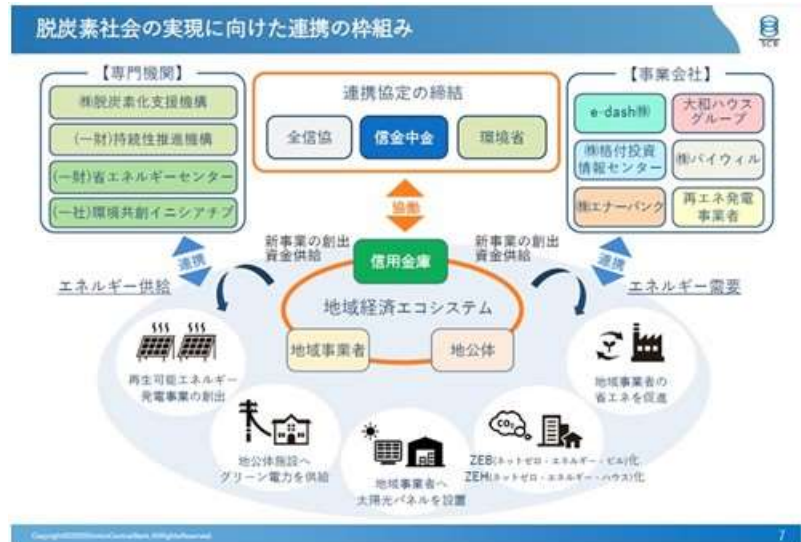 脱炭素社会の実現に向けた連携の枠組み
SCB
【専門機関】
㈱脱炭素化支援機構
(一財)持続性推進機構
(一財)省エネルギーセンター
(一社)環境共創イニシアチブ
連携協定の締結
全信協
信金中金
環境省
【事業会社】
e-dash㈱
大和ハウス
グループ
㈱格付投資
情報センター
㈱バイウィル
㈱エナーバンク
再エネ発電
事業者
協働
連携
連携
新事業の創出
資金供給
新事業の創出
資金供給
信用金庫
地域経済エコシステム
地域事業者
地公体
エネルギー供給
エネルギー需要
再生可能エネルギー
発電事業の創出
地公体施設へ
グリーン電力を供給
地域事業者へ
太陽光パネルを設置
CO₂
ZEB(ネットゼロ・エネルギー・ビル)化
ZEH(ネットゼロ・エネルギー・ハウス)化
地域事業者の
省エネを促進
7